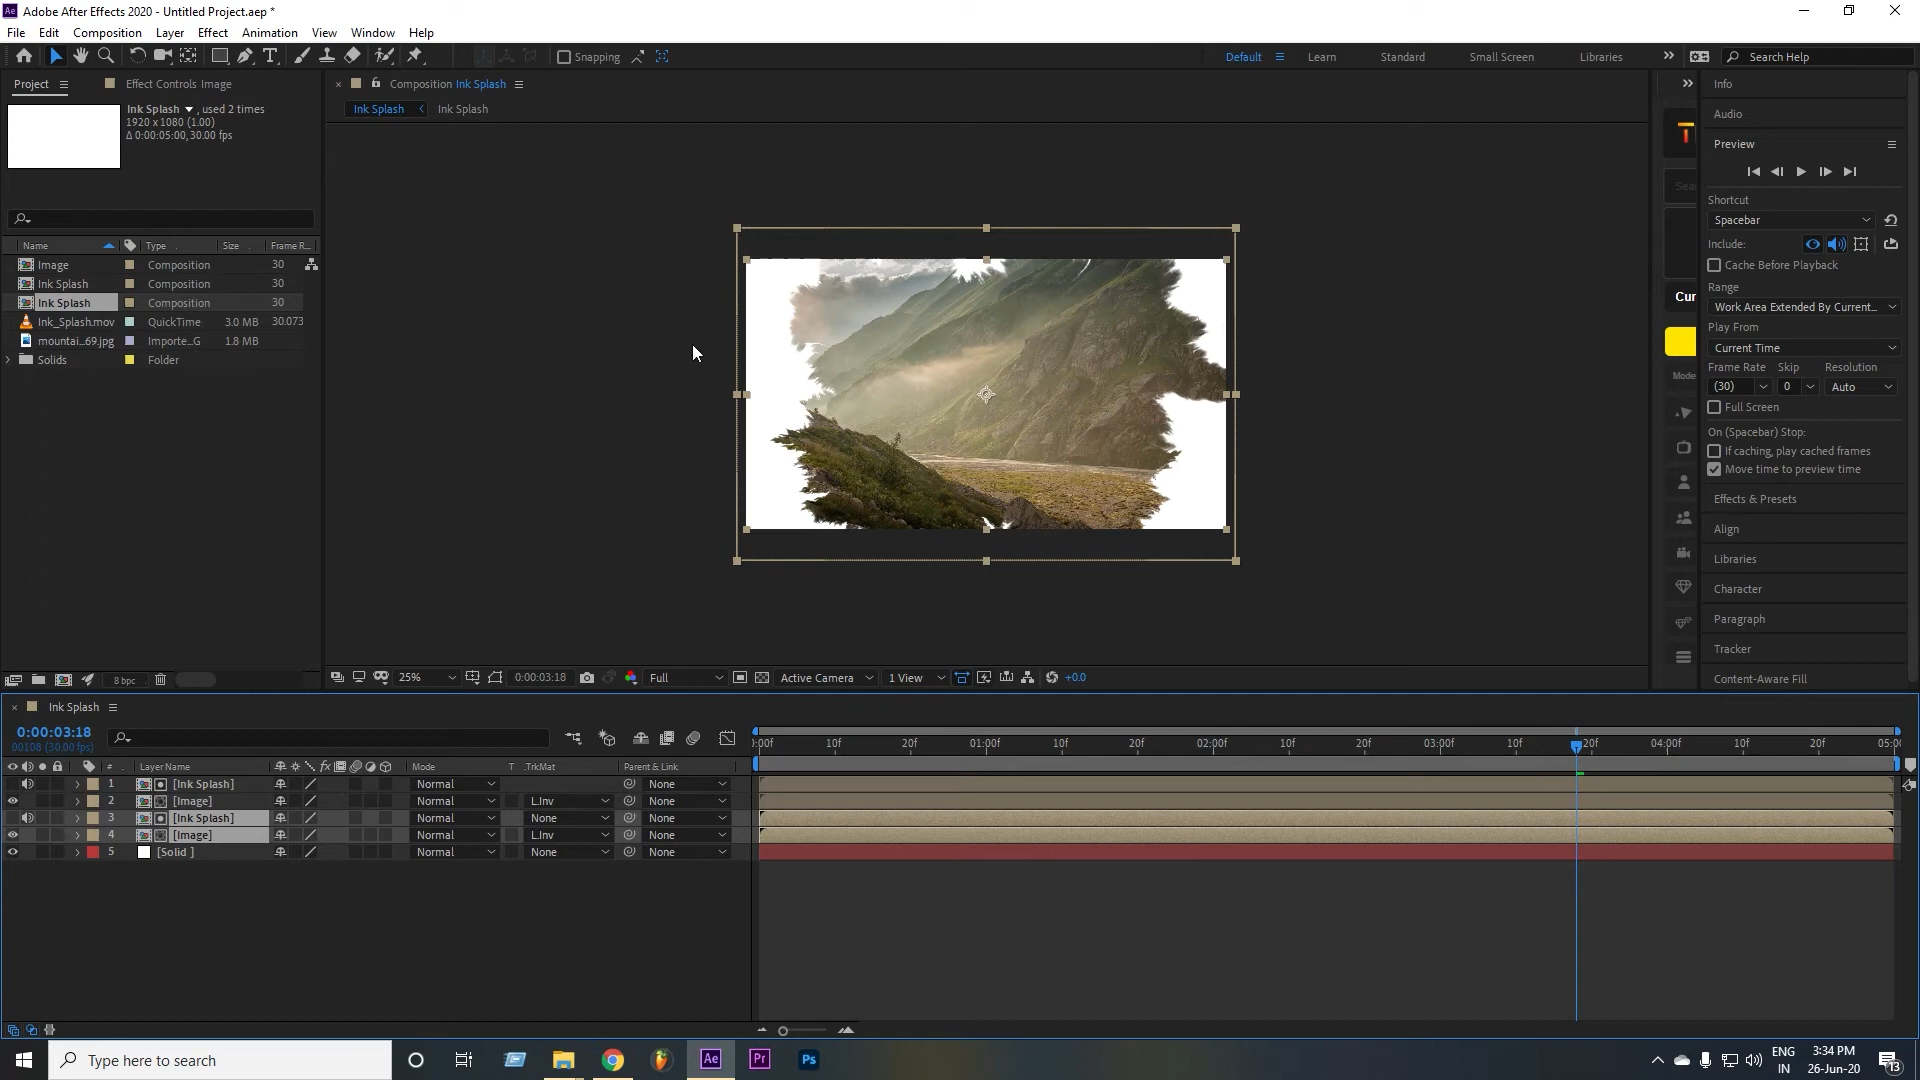 Adobe After Effects 2020 - Untitled Project.aep *
File Edit Composition Layer Effect Animation View Window Help
Snapping Default Learn Standard Small Screen Libraries Search Help
Project Effect Controls Image
Ink Splash , used 2 times
1920 x 1080 (1.00)
Δ 0:00:05:00, 30.00 fps
Composition Ink Splash
Ink Splash Ink Splash
Name Type Size Frame R...
Image Composition 30
Ink Splash Composition 30
Ink Splash Composition 30
Ink_Splash.mov QuickTime 3.0 MB 30.073
mountai...69.jpg Importe...G 1.8 MB
Solids Folder
8 bpc
25% 0:00:03:18 Full Active Camera 1 View +0.0
T
Sea
Cur
Mode
Info
Audio
Preview
Shortcut
Spacebar
Include:
Cache Before Playback
Range
Work Area Extended By Current...
Play From
Current Time
Frame Rate Skip Resolution
(30) 0 Auto
Full Screen
On (Spacebar) Stop:
If caching, play cached frames
Move time to preview time
Effects & Presets
Align
Libraries
Character
Paragraph
Tracker
Content-Aware Fill
Ink Splash
0:00:03:18
00108 (30.00 fps)
:00f 10f 20f 01:00f 10f 20f 02:00f 10f 20f 03:00f 10f 20f 04:00f 10f 20f 05:00
# Layer Name Mode T .TrkMat Parent & Link
1 [Ink Splash] Normal None
2 [Image] Normal L.Inv None
3 [Ink Splash] Normal None None
4 [Image] Normal L.Inv None
5 [Solid ] Normal None None
Type here to search
Ae Pr Ps
ENG
IN
3:34 PM
26-Jun-20
13